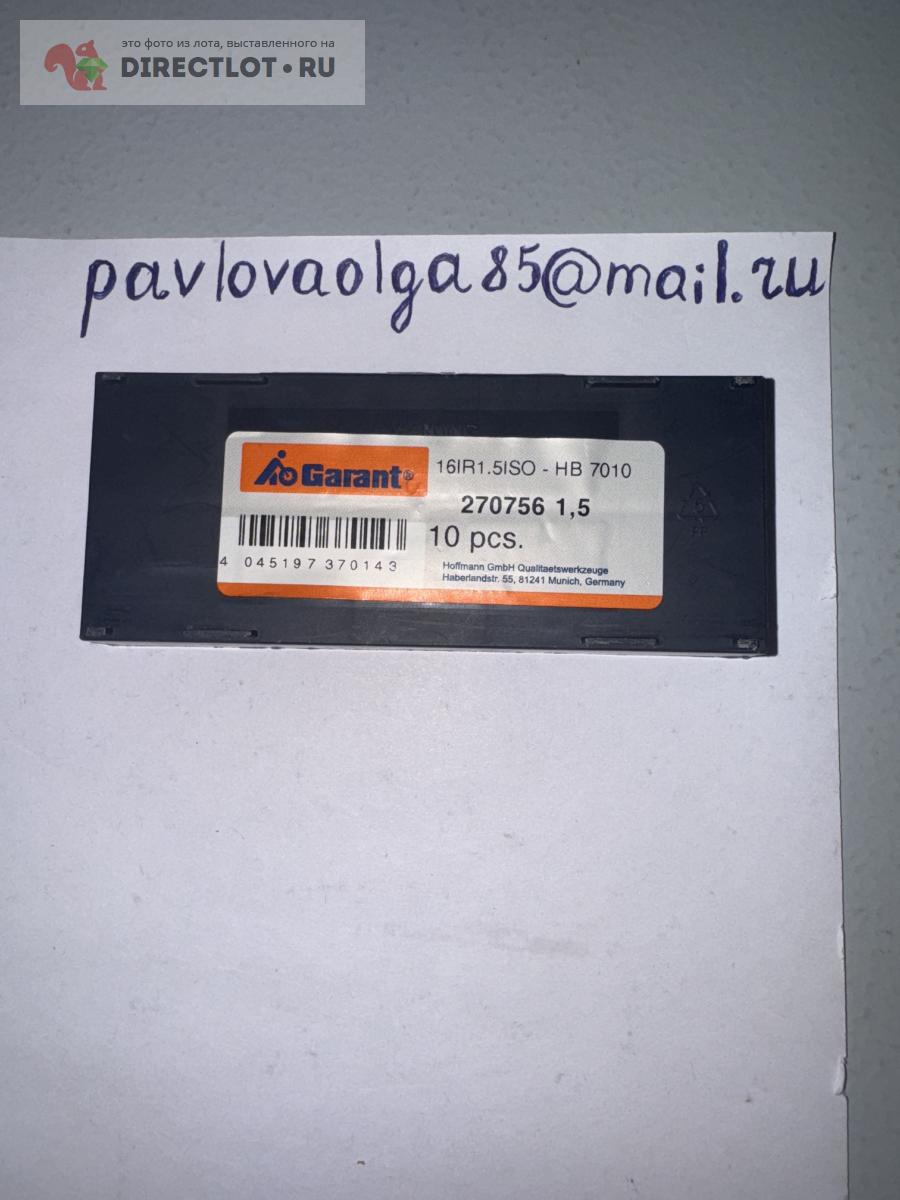 это фото из лота, выставленного на
DIRECTLOT•RU
pavlovaolga85@mail.ru
Garant®
16IR1.5ISO - HB 7010
270756 1,5
10 pcs.
4 045197 370143
Hoffmann GmbH Qualitaetswerkzeuge
Haberlandstr. 55, 81241 Munich, Germany
PP